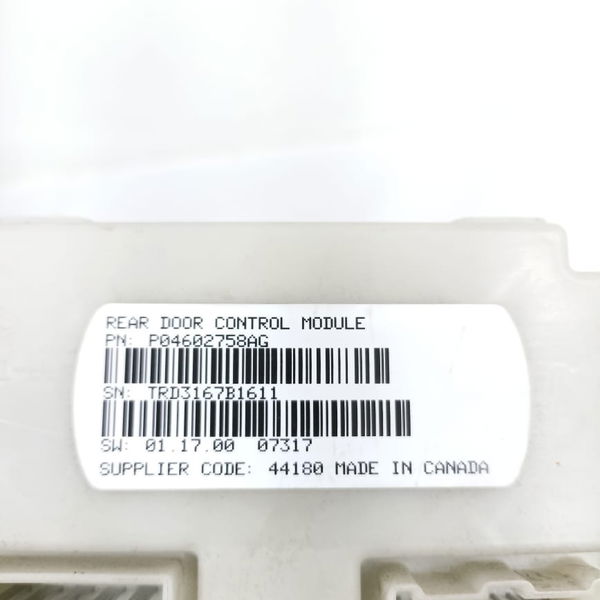 REAR DOOR CONTROL MODULE
PN: P04602758AG
SN: TRD3167B1611
SW: 01.17.00 07317
SUPPLIER CODE: 44180 MADE IN CANADA